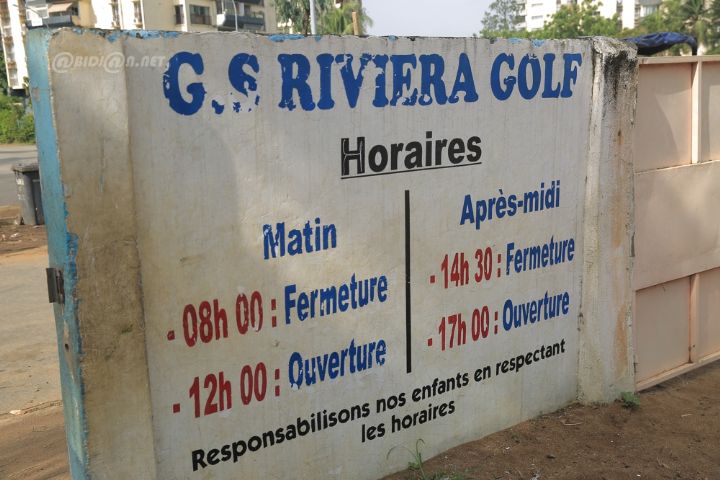 @BIDJ@N.NET
G.S RIVIERA GOLF
Horaires
Matin
- 08h 00 : Fermeture
- 12h 00 : Ouverture
Après-midi
- 14h 30 : Fermeture
- 17h 00 : Ouverture
Responsabilisons nos enfants en respectant
les horaires